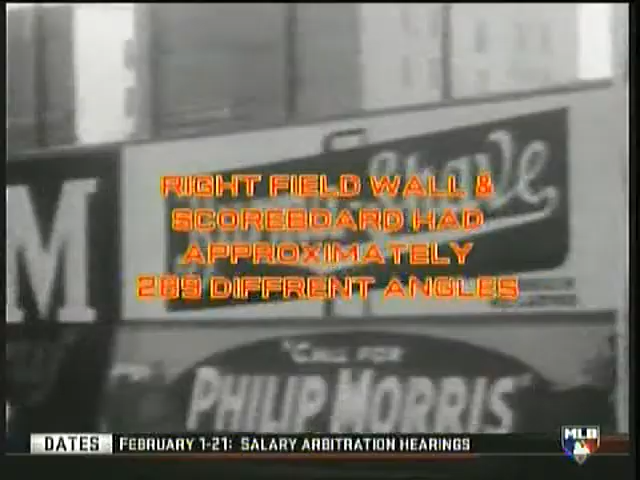 RIGHT FIELD WALL &
SCOREBOARD HAD
APPROXIMATELY
289 DIFFRENT ANGLES
M
"CALL FOR
PHILIP MORRIS"
DATES FEBRUARY 1-21: SALARY ARBITRATION HEARINGS
MLB